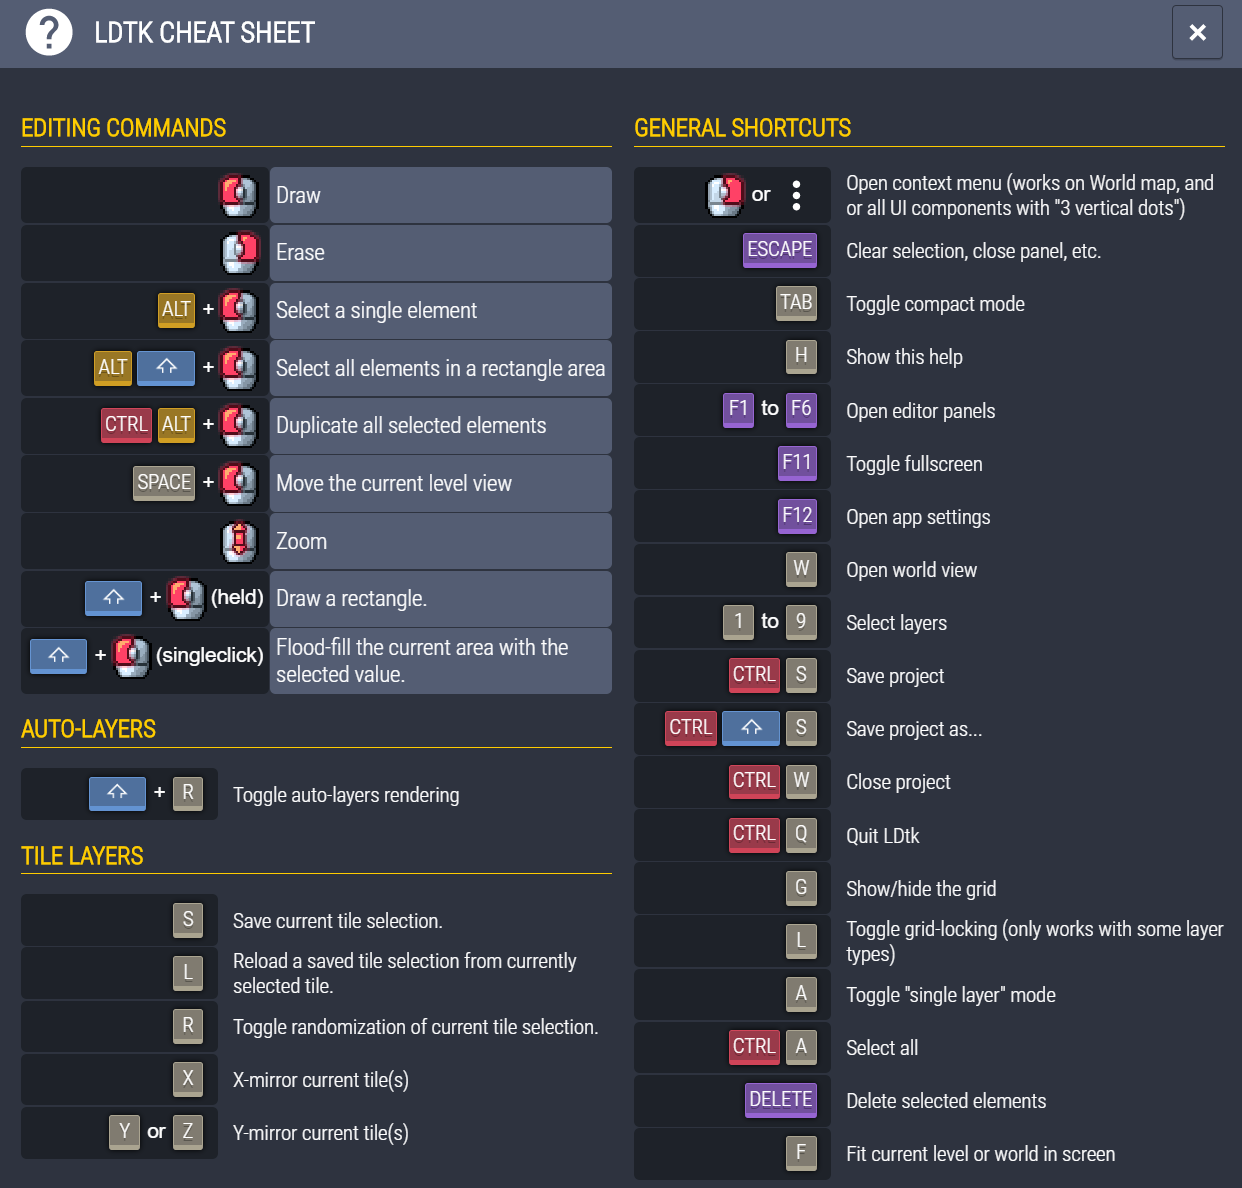 ? LDTK CHEAT SHEET ×
EDITING COMMANDS
Draw
Erase
ALT + Select a single element
ALT + Select all elements in a rectangle area
CTRL ALT + Duplicate all selected elements
SPACE + Move the current level view
Zoom
+ (held) Draw a rectangle.
+ (singleclick) Flood-fill the current area with the
selected value.
AUTO-LAYERS
+ R Toggle auto-layers rendering
TILE LAYERS
S Save current tile selection.
L Reload a saved tile selection from currently
selected tile.
R Toggle randomization of current tile selection.
X X-mirror current tile(s)
Y or Z Y-mirror current tile(s)
GENERAL SHORTCUTS
or Open context menu (works on World map, and
or all UI components with "3 vertical dots")
ESCAPE Clear selection, close panel, etc.
TAB Toggle compact mode
H Show this help
F1 to F6 Open editor panels
F11 Toggle fullscreen
F12 Open app settings
W Open world view
1 to 9 Select layers
CTRL S Save project
CTRL S Save project as...
CTRL W Close project
CTRL Q Quit LDtk
G Show/hide the grid
L Toggle grid-locking (only works with some layer
types)
A Toggle "single layer" mode
CTRL A Select all
DELETE Delete selected elements
F Fit current level or world in screen